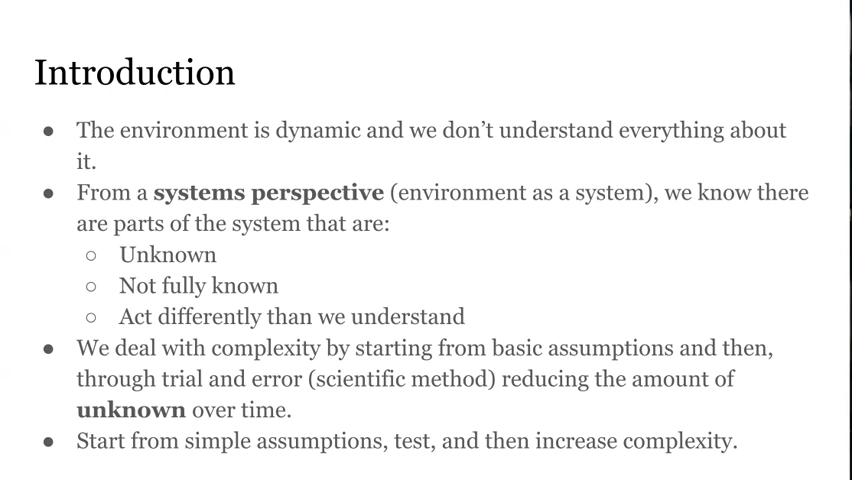 Introduction
● The environment is dynamic and we don’t understand everything about
it.
● From a systems perspective (environment as a system), we know there
are parts of the system that are:
○ Unknown
○ Not fully known
○ Act differently than we understand
● We deal with complexity by starting from basic assumptions and then,
through trial and error (scientific method) reducing the amount of
unknown over time.
● Start from simple assumptions, test, and then increase complexity.